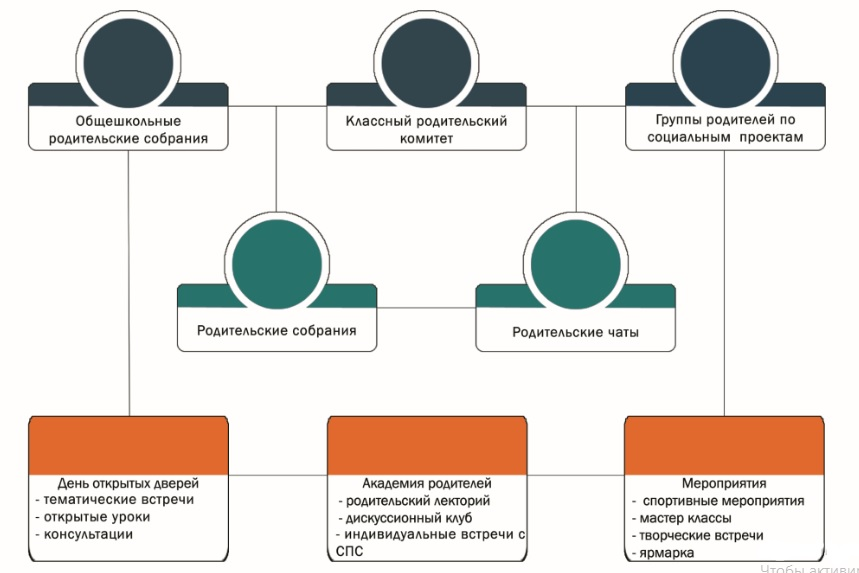 Общешкольные
родительские собрания
Классный родительский
комитет
Группы родителей по
социальным проектам
Родительские собрания
Родительские чаты
День открытых дверей
- тематические встречи
- открытые уроки
- консультации
Академия родителей
- родительский лекторий
- дискуссионный клуб
- индивидуальные встречи с
СПС
Мероприятия
- спортивные мероприятия
- мастер классы
- творческие встречи
- ярмарка
Чтобы